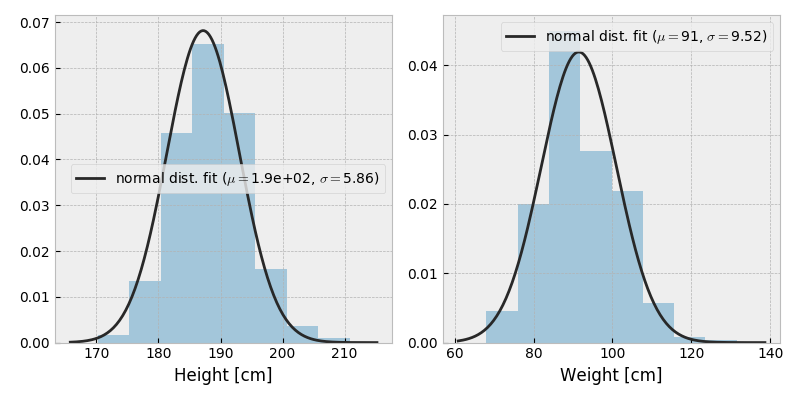 0.07
0.06
0.05
0.04
0.03
0.02
0.01
0.00
normal dist. fit (μ = 1.9e+02, σ = 5.86)
170 180 190 200 210
Height [cm]
0.04
0.03
0.02
0.01
0.00
normal dist. fit (μ = 91, σ = 9.52)
60 80 100 120 140
Weight [cm]